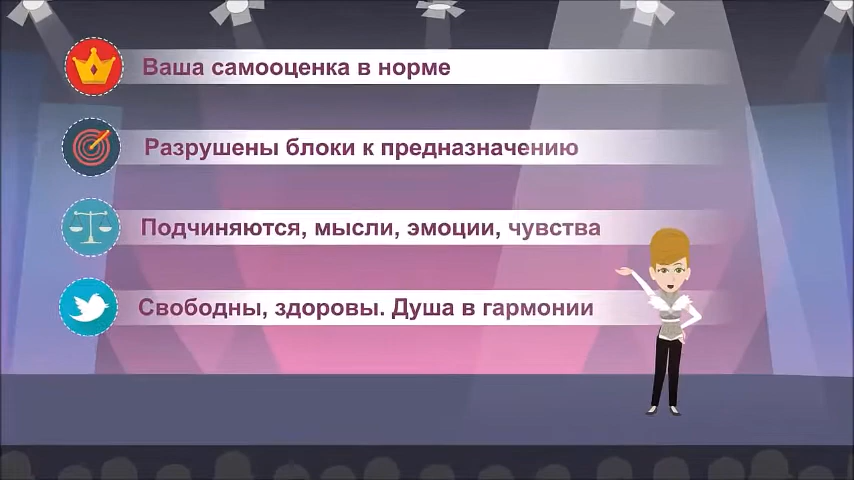 Ваша самооценка в норме
Разрушены блоки к предназначению
Подчиняются, мысли, эмоции, чувства
Свободны, здоровы. Душа в гармонии